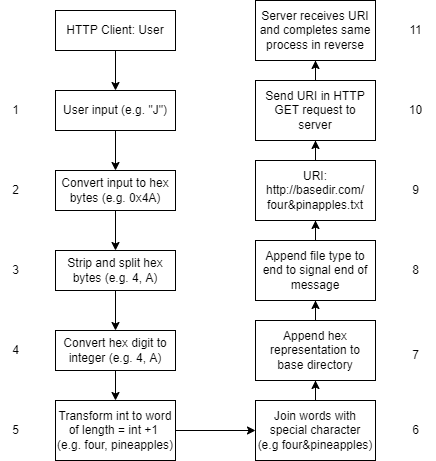 HTTP Client: User
1
User input (e.g. "J")
2
Convert input to hex
bytes (e.g. 0x4A)
3
Strip and split hex
bytes (e.g. 4, A)
4
Convert hex digit to
integer (e.g. 4, A)
5
Transform int to word
of length = int +1
(e.g. four, pineapples)
Join words with
special character
(e.g four&pineapples)
6
Append hex
representation to
base directory
7
Append file type to
end to signal end of
message
8
URI:
http://basedir.com/
four&pinapples.txt
9
Send URI in HTTP
GET request to
server
10
Server receives URI
and completes same
process in reverse
11